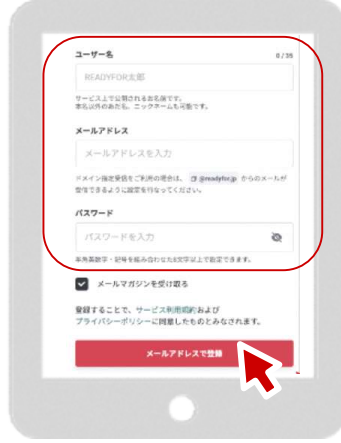 ユーザー名
0 / 35
READYFOR太郎
サービス上で公開されるお名前です。
本名以外のあだ名、ニックネームも可能です。
メールアドレス
メールアドレスを入力
ドメイン指定受信をご利用の場合は、 @readyfor.jp からのメールが
受信できるように設定を行なってください。
パスワード
パスワードを入力
半角英数字・記号を組み合わせた8文字以上で設定できます。
メールマガジンを受け取る
登録することで、サービス利用規約および
プライバシーポリシーに同意したものとみなされます。
メールアドレスで登録